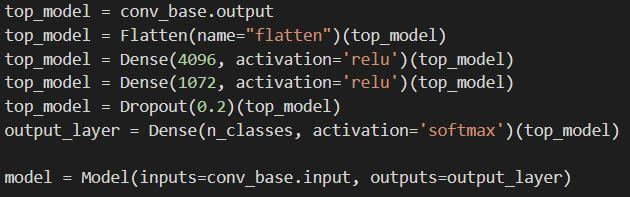 top_model = conv_base.output
top_model = Flatten(name="flatten")(top_model)
top_model = Dense(4096, activation='relu')(top_model)
top_model = Dense(1072, activation='relu')(top_model)
top_model = Dropout(0.2)(top_model)
output_layer = Dense(n_classes, activation='softmax')(top_model)
model = Model(inputs=conv_base.input, outputs=output_layer)